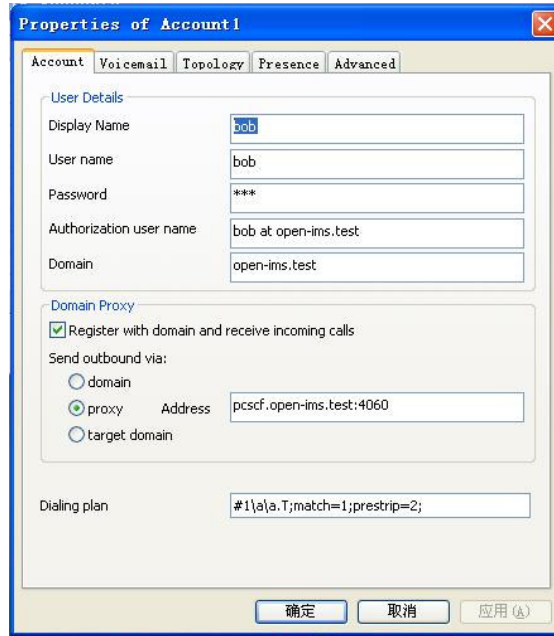 Properties of Account1
Account Voicemail Topology Presence Advanced
User Details
Display Name bob
User name bob
Password ***
Authorization user name bob at open-ims.test
Domain open-ims.test
Domain Proxy
Register with domain and receive incoming calls
Send outbound via:
domain
proxy Address pcscf.open-ims.test:4060
target domain
Dialing plan #1\a\a.T;match=1;prestrip=2;
确定 取消 应用(A)